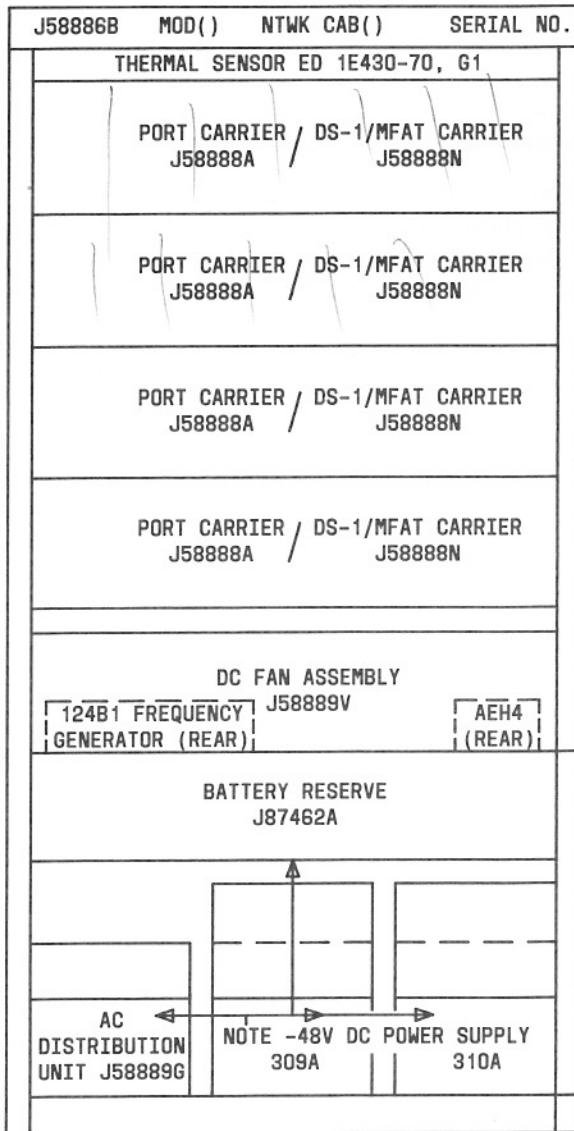 J58886B MOD() NTWK CAB() SERIAL NO.
THERMAL SENSOR ED 1E430-70, G1
PORT CARRIER / DS-1/MFAT CARRIER
J58888A J58888N
PORT CARRIER / DS-1/MFAT CARRIER
J58888A J58888N
PORT CARRIER / DS-1/MFAT CARRIER
J58888A J58888N
PORT CARRIER / DS-1/MFAT CARRIER
J58888A J58888N
DC FAN ASSEMBLY
J58889V
124B1 FREQUENCY
GENERATOR (REAR)
AEH4
(REAR)
BATTERY RESERVE
J87462A
AC
DISTRIBUTION
UNIT J58889G
NOTE -48V DC POWER SUPPLY
309A 310A